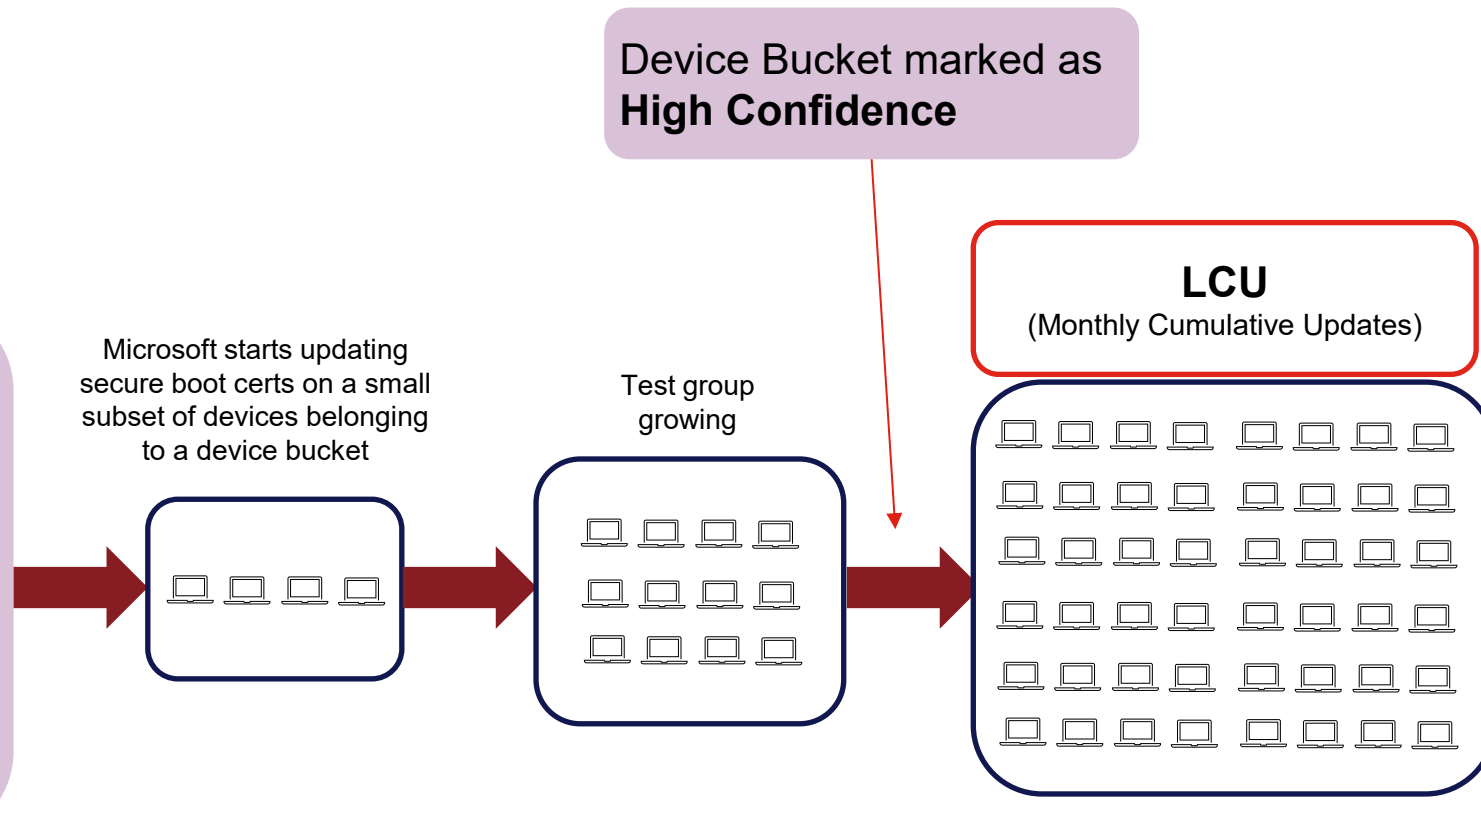 Device Bucket marked as
High Confidence
LCU
(Monthly Cumulative Updates)
Microsoft starts updating
secure boot certs on a small
subset of devices belonging
to a device bucket
Test group
growing